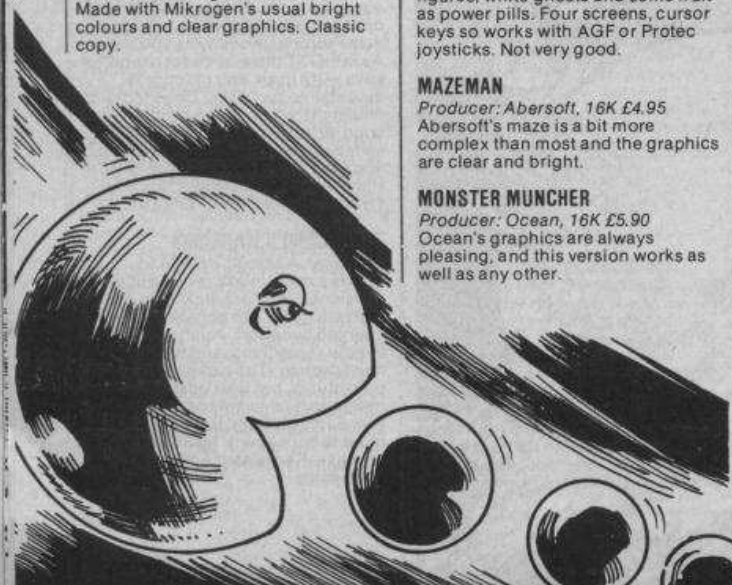 Made with Mikrogen's usual bright
colours and clear graphics. Classic
copy.
as power pills. Four screens, cursor
keys so works with AGF or Protec
joysticks. Not very good.
MAZEMAN
Producer: Abersoft, 16K £4.95
Abersoft's maze is a bit more
complex than most and the graphics
are clear and bright.
MONSTER MUNCHER
Producer: Ocean, 16K £5.90
Ocean's graphics are always
pleasing, and this version works as
well as any other.